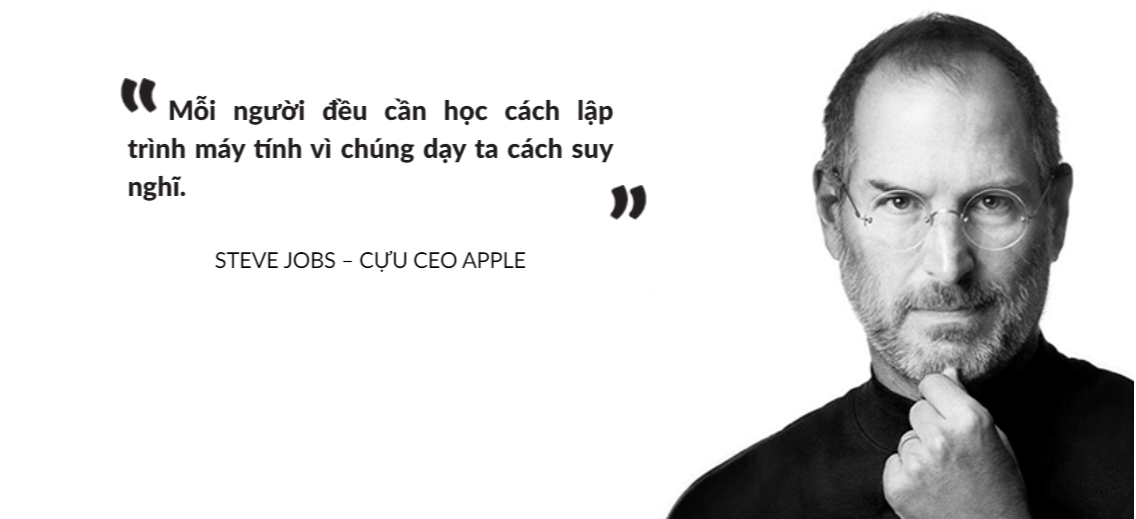 “ Mỗi người đều cần học cách lập
trình máy tính vì chúng dạy ta cách suy
nghĩ. ”
STEVE JOBS – CỰU CEO APPLE